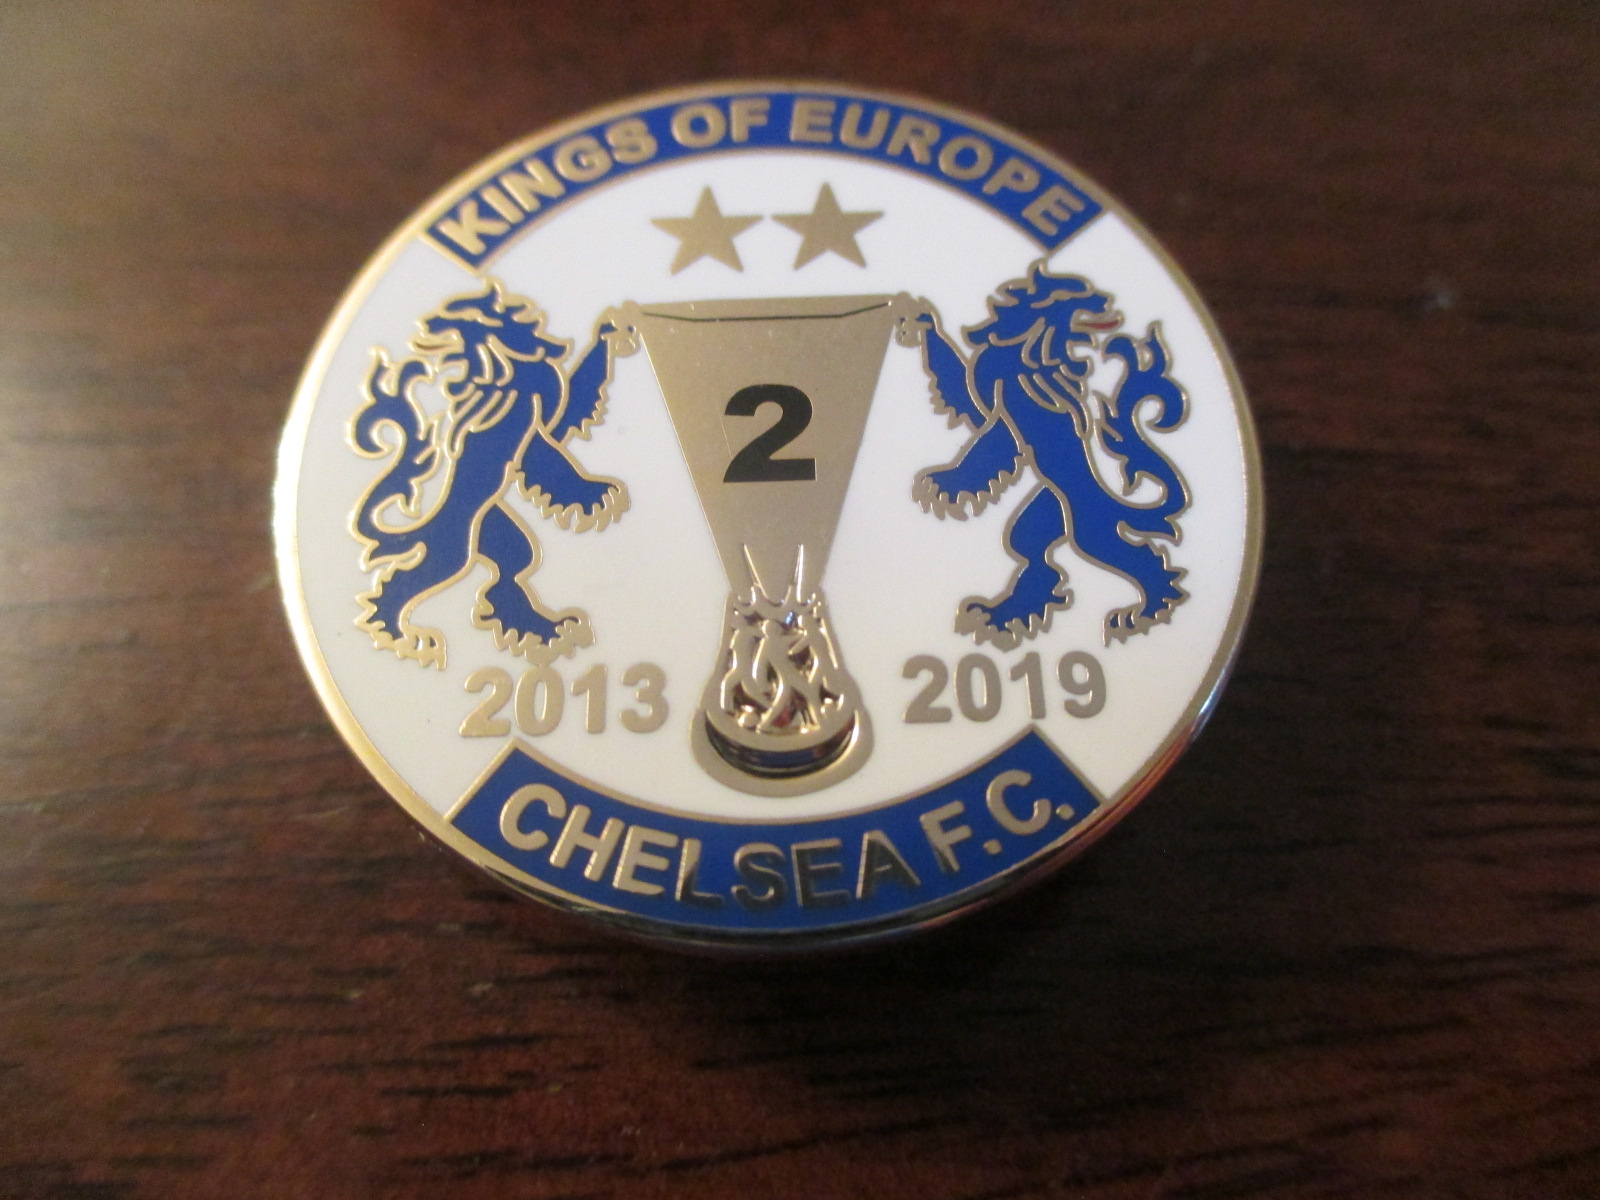 KINGS OF EUROPE
2
2013 2019
CHELSEA F.C.